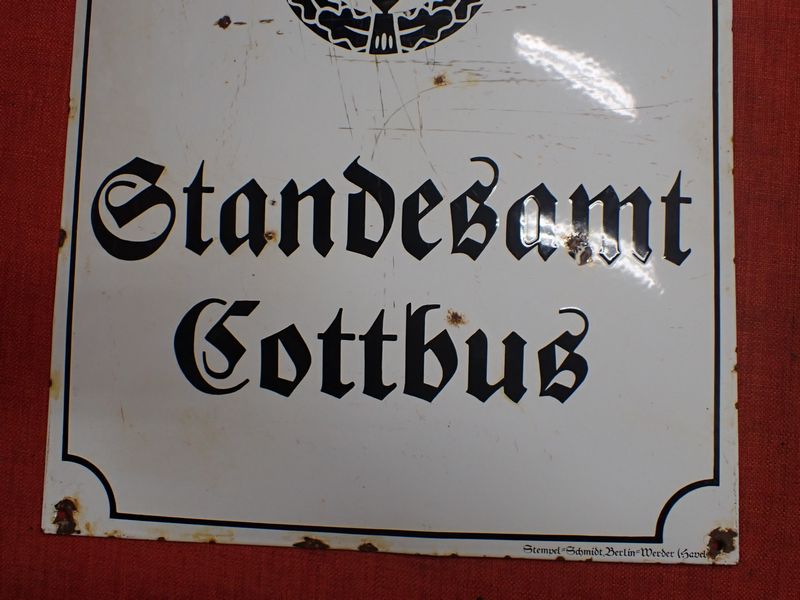 Standesamt
Cottbus
Stempel=Schmidt, Berlin=Werder (Havel)